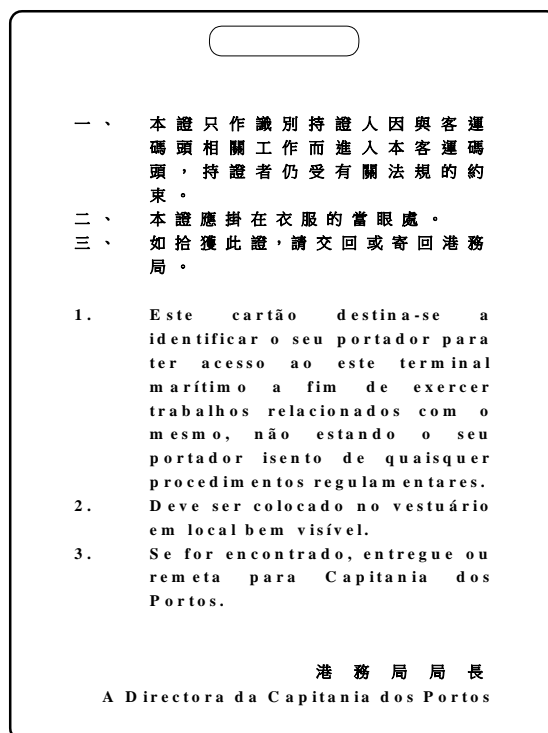 一、 本證只作識別持證人因與客運
碼頭相關工作而進入本客運碼
頭，持證者仍受有關法規的約
束。
二、 本證應掛在衣服的當眼處。
三、 如拾獲此證，請交回或寄回港務
局。
1. Este cartão destina-se a
identificar o seu portador para
ter acesso ao este terminal
marítimo a fim de exercer
trabalhos relacionados com o
mesmo, não estando o seu
portador isento de quaisquer
procedimentos regulamentares.
2. Deve ser colocado no vestuário
em local bem visível.
3. Se for encontrado, entregue ou
remeta para Capitania dos
Portos.
港務局局長
A Directora da Capitania dos Portos